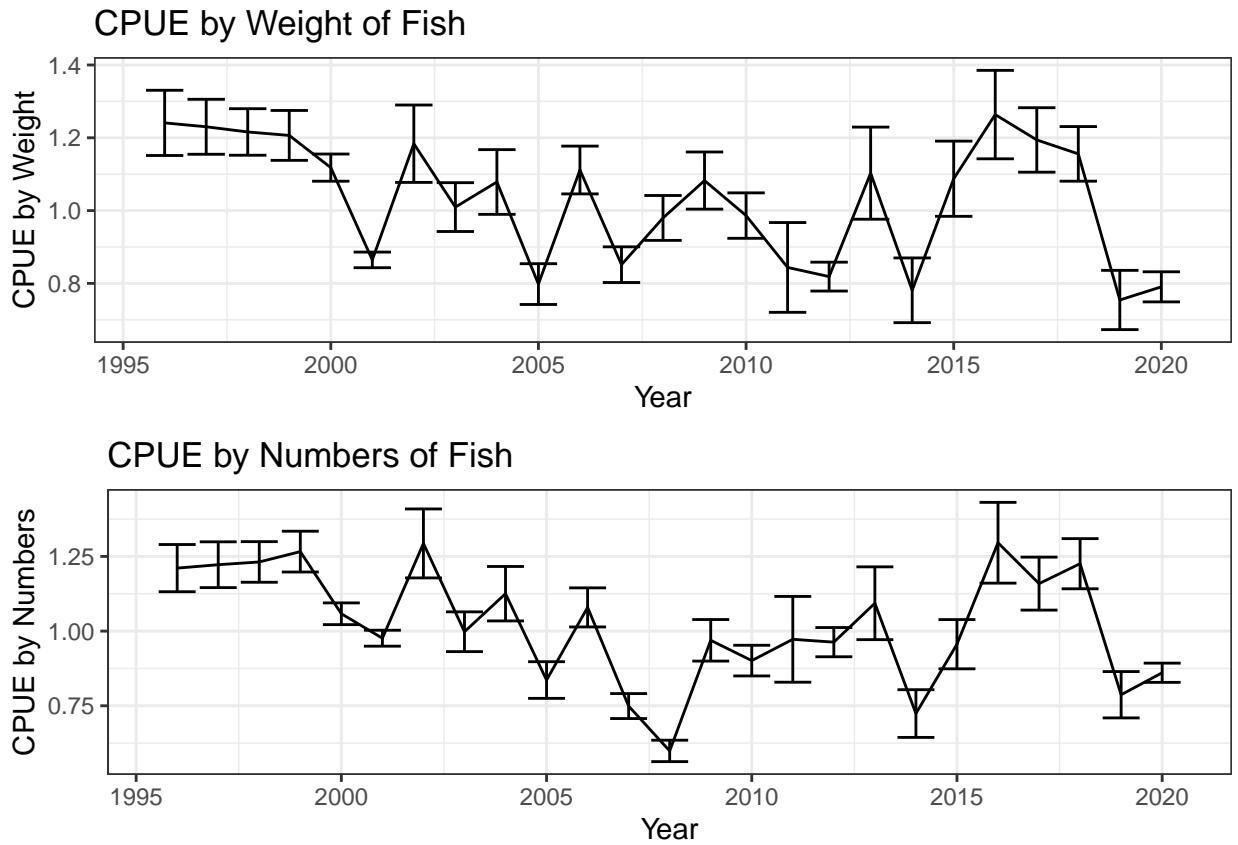 CPUE by Weight of Fish
CPUE by Weight
1.4
1.2
1.0
0.8
1995 2000 2005 2010 2015 2020
Year
CPUE by Numbers of Fish
CPUE by Numbers
1.25
1.00
0.75
1995 2000 2005 2010 2015 2020
Year